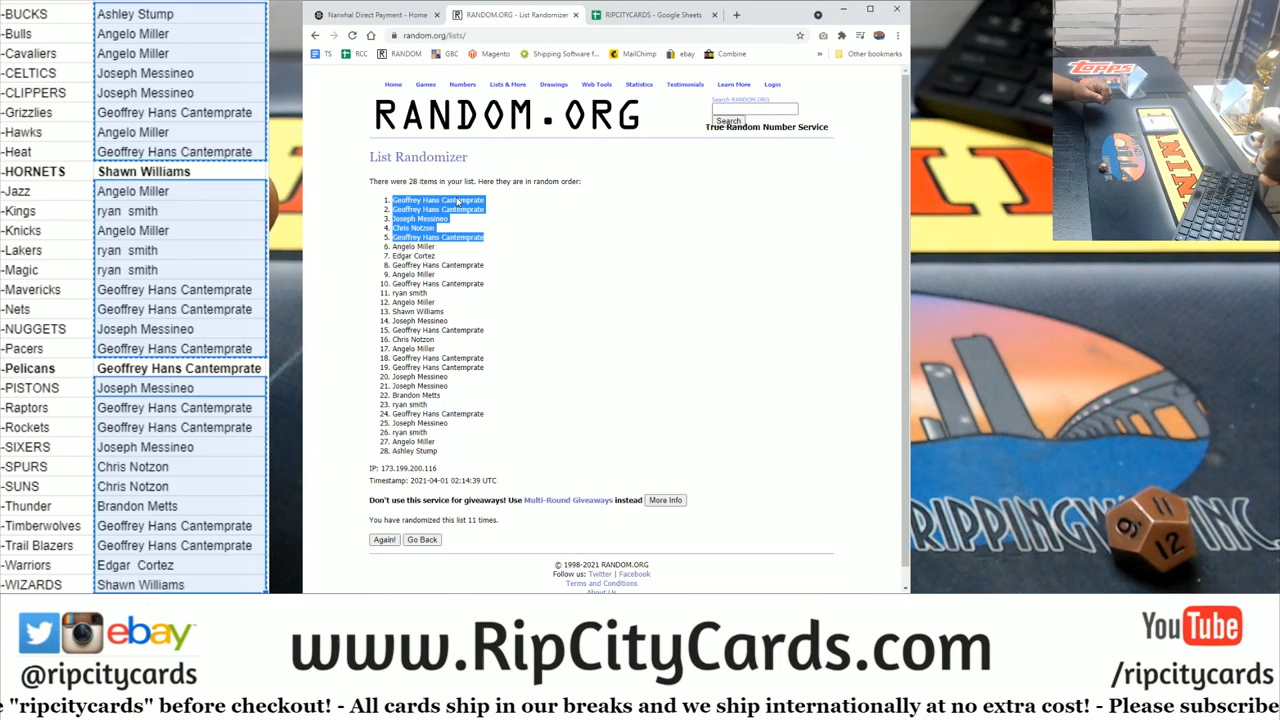 -BUCKS Ashley Stump
-Bulls Angelo Miller
-Cavaliers Angelo Miller
-CELTICS Joseph Messineo
-CLIPPERS Joseph Messineo
-Grizzlies Geoffrey Hans Cantemprate
-Hawks Angelo Miller
-Heat Geoffrey Hans Cantemprate
-HORNETS Shawn Williams
-Jazz Angelo Miller
-Kings ryan smith
-Knicks Angelo Miller
-Lakers ryan smith
-Magic ryan smith
-Mavericks Geoffrey Hans Cantemprate
-Nets Geoffrey Hans Cantemprate
-NUGGETS Joseph Messineo
-Pacers Geoffrey Hans Cantemprate
-Pelicans Geoffrey Hans Cantemprate
-PISTONS Joseph Messineo
-Raptors Geoffrey Hans Cantemprate
-Rockets Geoffrey Hans Cantemprate
-SIXERS Joseph Messineo
-SPURS Chris Notzon
-SUNS Chris Notzon
-Thunder Brandon Metts
-Timberwolves Geoffrey Hans Cantemprate
-Trail Blazers Geoffrey Hans Cantemprate
-Warriors Edgar Cortez
-WIZARDS Shawn Williams
Narwhal Direct Payment - Home
RANDOM.ORG - List Randomizer
RIPCITYCARDS - Google Sheets
random.org/lists/
TS RCC RANDOM GBC Magento Shipping Software f MailChimp ebay Combine » Other bookmarks
Home Games Numbers Lists & More Drawings Web Tools Statistics Testimonials Learn More Login
RANDOM.ORG
Search RANDOM.ORG
Search
True Random Number Service
List Randomizer
There were 28 items in your list. Here they are in random order:
1. Geoffrey Hans Cantemprate
2. Geoffrey Hans Cantemprate
3. Joseph Messineo
4. Chris Notzon
5. Geoffrey Hans Cantemprate
6. Angelo Miller
7. Edgar Cortez
8. Geoffrey Hans Cantemprate
9. Angelo Miller
10. Geoffrey Hans Cantemprate
11. ryan smith
12. Angelo Miller
13. Shawn Williams
14. Joseph Messineo
15. Geoffrey Hans Cantemprate
16. Chris Notzon
17. Angelo Miller
18. Geoffrey Hans Cantemprate
19. Geoffrey Hans Cantemprate
20. Joseph Messineo
21. Joseph Messineo
22. Brandon Metts
23. ryan smith
24. Geoffrey Hans Cantemprate
25. Joseph Messineo
26. ryan smith
27. Angelo Miller
28. Ashley Stump
IP: 173.199.200.116
Timestamp: 2021-04-01 02:14:39 UTC
Don't use this service for giveaways! Use Multi-Round Giveaways instead More Info
You have randomized this list 11 times.
Again! Go Back
© 1998-2021 RANDOM.ORG
Follow us: Twitter | Facebook
Terms and Conditions
About Us
TOPPS
RIPPING
INC
9. 11 12
ebay
@ripcitycards
www.RipCityCards.com
YouTube
/ripcitycards
"ripcitycards" before checkout! - All cards ship in our breaks and we ship internationally at no extra cost! - Please subscribe